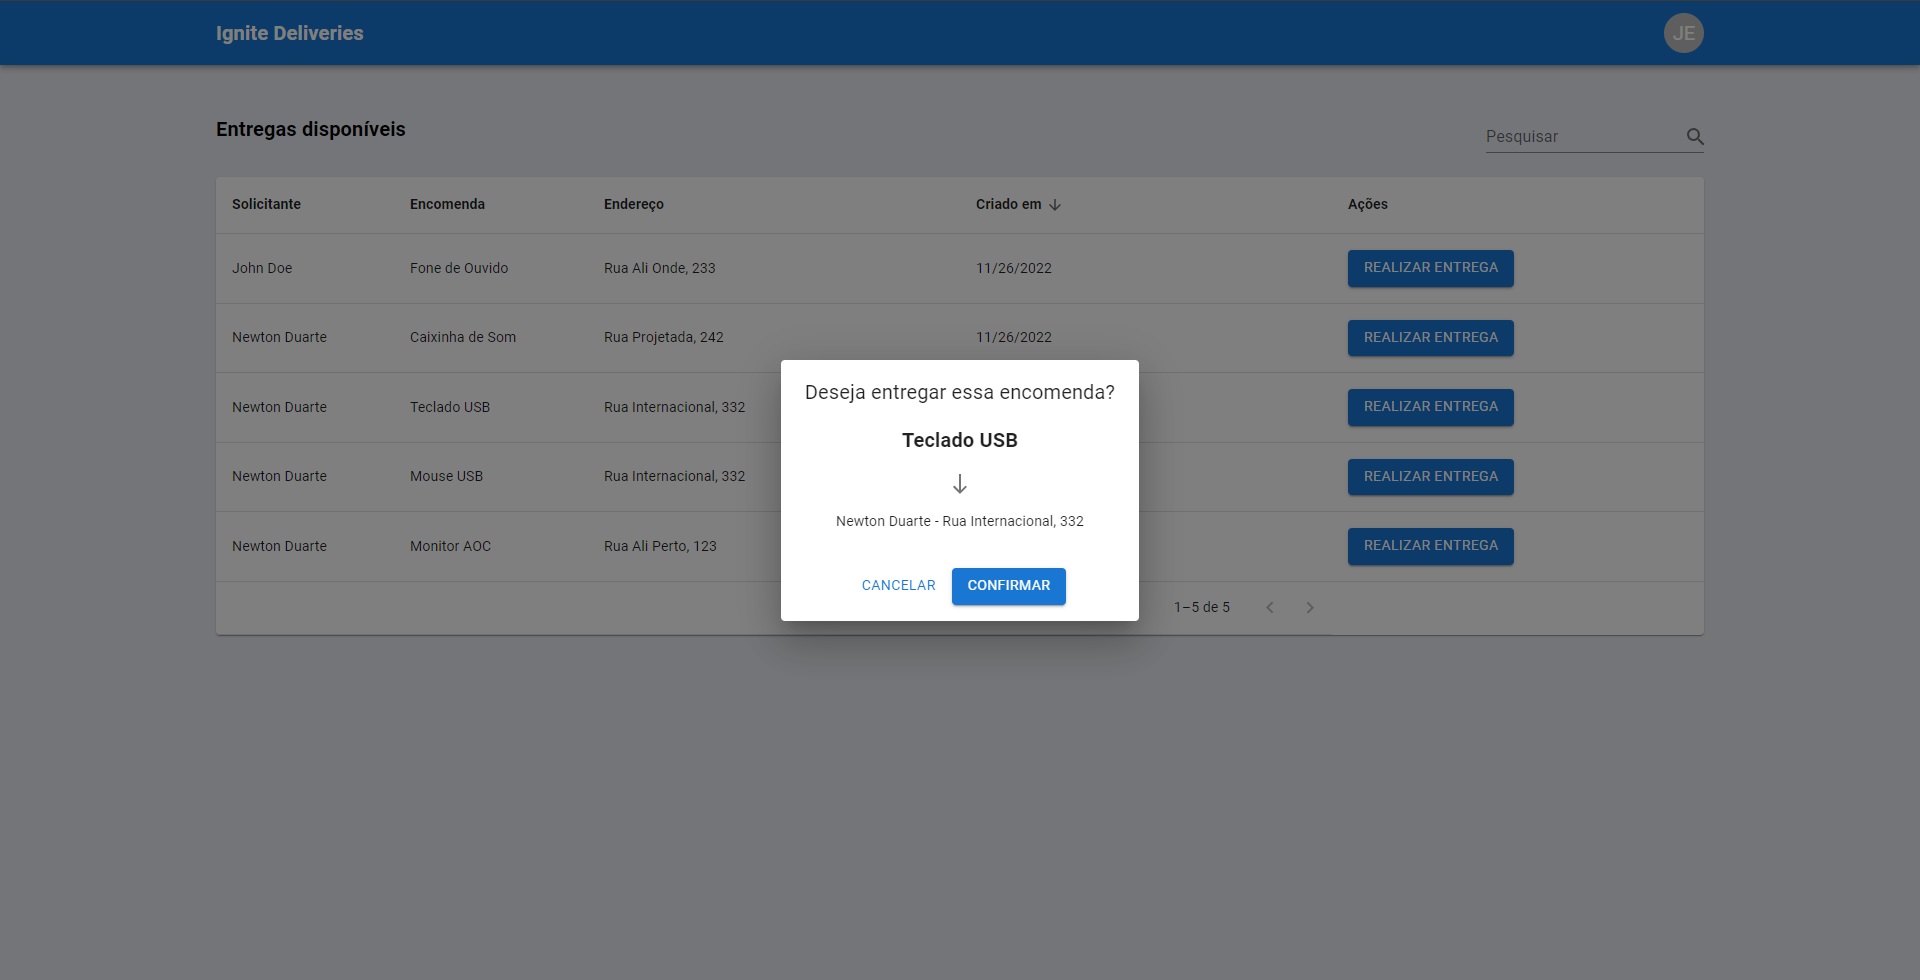 Ignite Deliveries
JE
Entregas disponíveis
Pesquisar
Solicitante Encomenda Endereço Criado em Ações
John Doe Fone de Ouvido Rua Ali Onde, 233 11/26/2022 REALIZAR ENTREGA
Newton Duarte Caixinha de Som Rua Projetada, 242 11/26/2022 REALIZAR ENTREGA
Newton Duarte Teclado USB Rua Internacional, 332 REALIZAR ENTREGA
Newton Duarte Mouse USB Rua Internacional, 332 REALIZAR ENTREGA
Newton Duarte Monitor AOC Rua Ali Perto, 123 REALIZAR ENTREGA
1–5 de 5
Deseja entregar essa encomenda?
Teclado USB
Newton Duarte - Rua Internacional, 332
CANCELAR CONFIRMAR